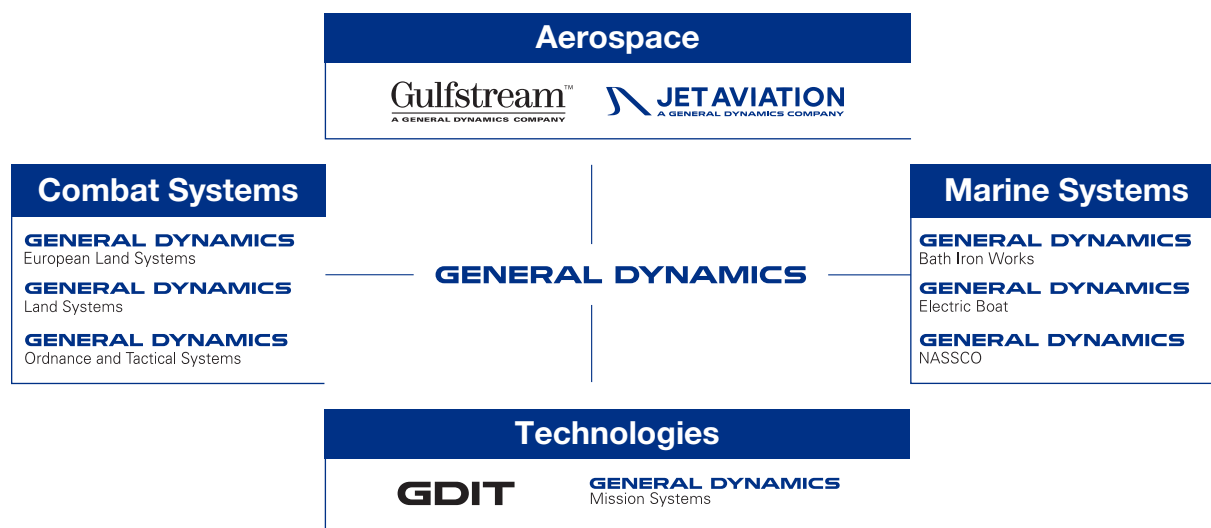 Aerospace
Gulfstream™
A GENERAL DYNAMICS COMPANY
JET AVIATION
A GENERAL DYNAMICS COMPANY
Combat Systems
GENERAL DYNAMICS
European Land Systems
GENERAL DYNAMICS
Land Systems
GENERAL DYNAMICS
Ordnance and Tactical Systems
GENERAL DYNAMICS
Marine Systems
GENERAL DYNAMICS
Bath Iron Works
GENERAL DYNAMICS
Electric Boat
GENERAL DYNAMICS
NASSCO
Technologies
GDIT
GENERAL DYNAMICS
Mission Systems